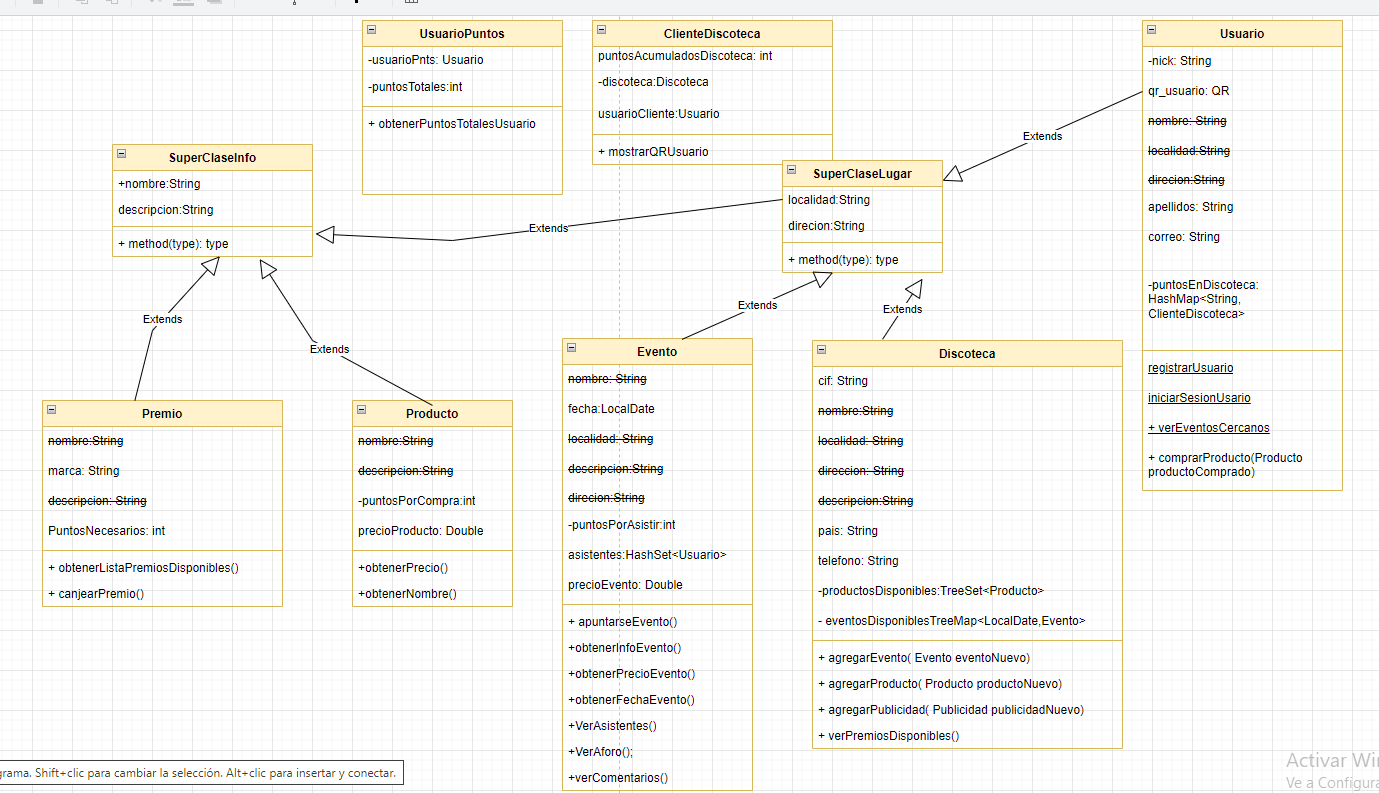 UsuarioPuntos
-usuarioPnts: Usuario
-puntosTotales:int
+ obtenerPuntosTotalesUsuario
ClienteDiscoteca
puntosAcumuladosDiscoteca: int
-discoteca:Discoteca
usuarioCliente:Usuario
+ mostrarQRUsuario
Usuario
-nick: String
qr_usuario: QR
nombre: String
localidad:String
direcion:String
apellidos: String
correo: String
-puntosEnDiscoteca:
HashMap<String,
ClienteDiscoteca>
registrarUsuario
iniciarSesionUsario
+ verEventosCercanos
+ comprarProducto(Producto
productoComprado)
Extends
SuperClaseInfo
+nombre:String
descripcion:String
+ method(type): type
SuperClaseLugar
localidad:String
direcion:String
+ method(type): type
Extends
Extends
Extends
Extends
Extends
Premio
nombre:String
marca: String
descripcion: String
PuntosNecesarios: int
+ obtenerListaPremiosDisponibles()
+ canjearPremio()
Producto
nombre:String
descripcion:String
-puntosPorCompra:int
precioProducto: Double
+obtenerPrecio()
+obtenerNombre()
Evento
nombre: String
fecha:LocalDate
localidad: String
descripcion:String
direcion:String
-puntosPorAsistir:int
asistentes:HashSet<Usuario>
precioEvento: Double
+ apuntarseEvento()
+obtenerInfoEvento()
+obtenerPrecioEvento()
+obtenerFechaEvento()
+VerAsistentes()
+VerAforo();
+verComentarios()
Discoteca
cif: String
nombre:String
localidad: String
direccion: String
descripcion:String
pais: String
telefono: String
-productosDisponibles:TreeSet<Producto>
- eventosDisponiblesTreeMap<LocalDate,Evento>
+ agregarEvento( Evento eventoNuevo)
+ agregarProducto( Producto productoNuevo)
+ agregarPublicidad( Publicidad publicidadNuevo)
+ verPremiosDisponibles()
grama. Shift+clic para cambiar la selección. Alt+clic para insertar y conectar.
Activar Wi
Ve a Configura